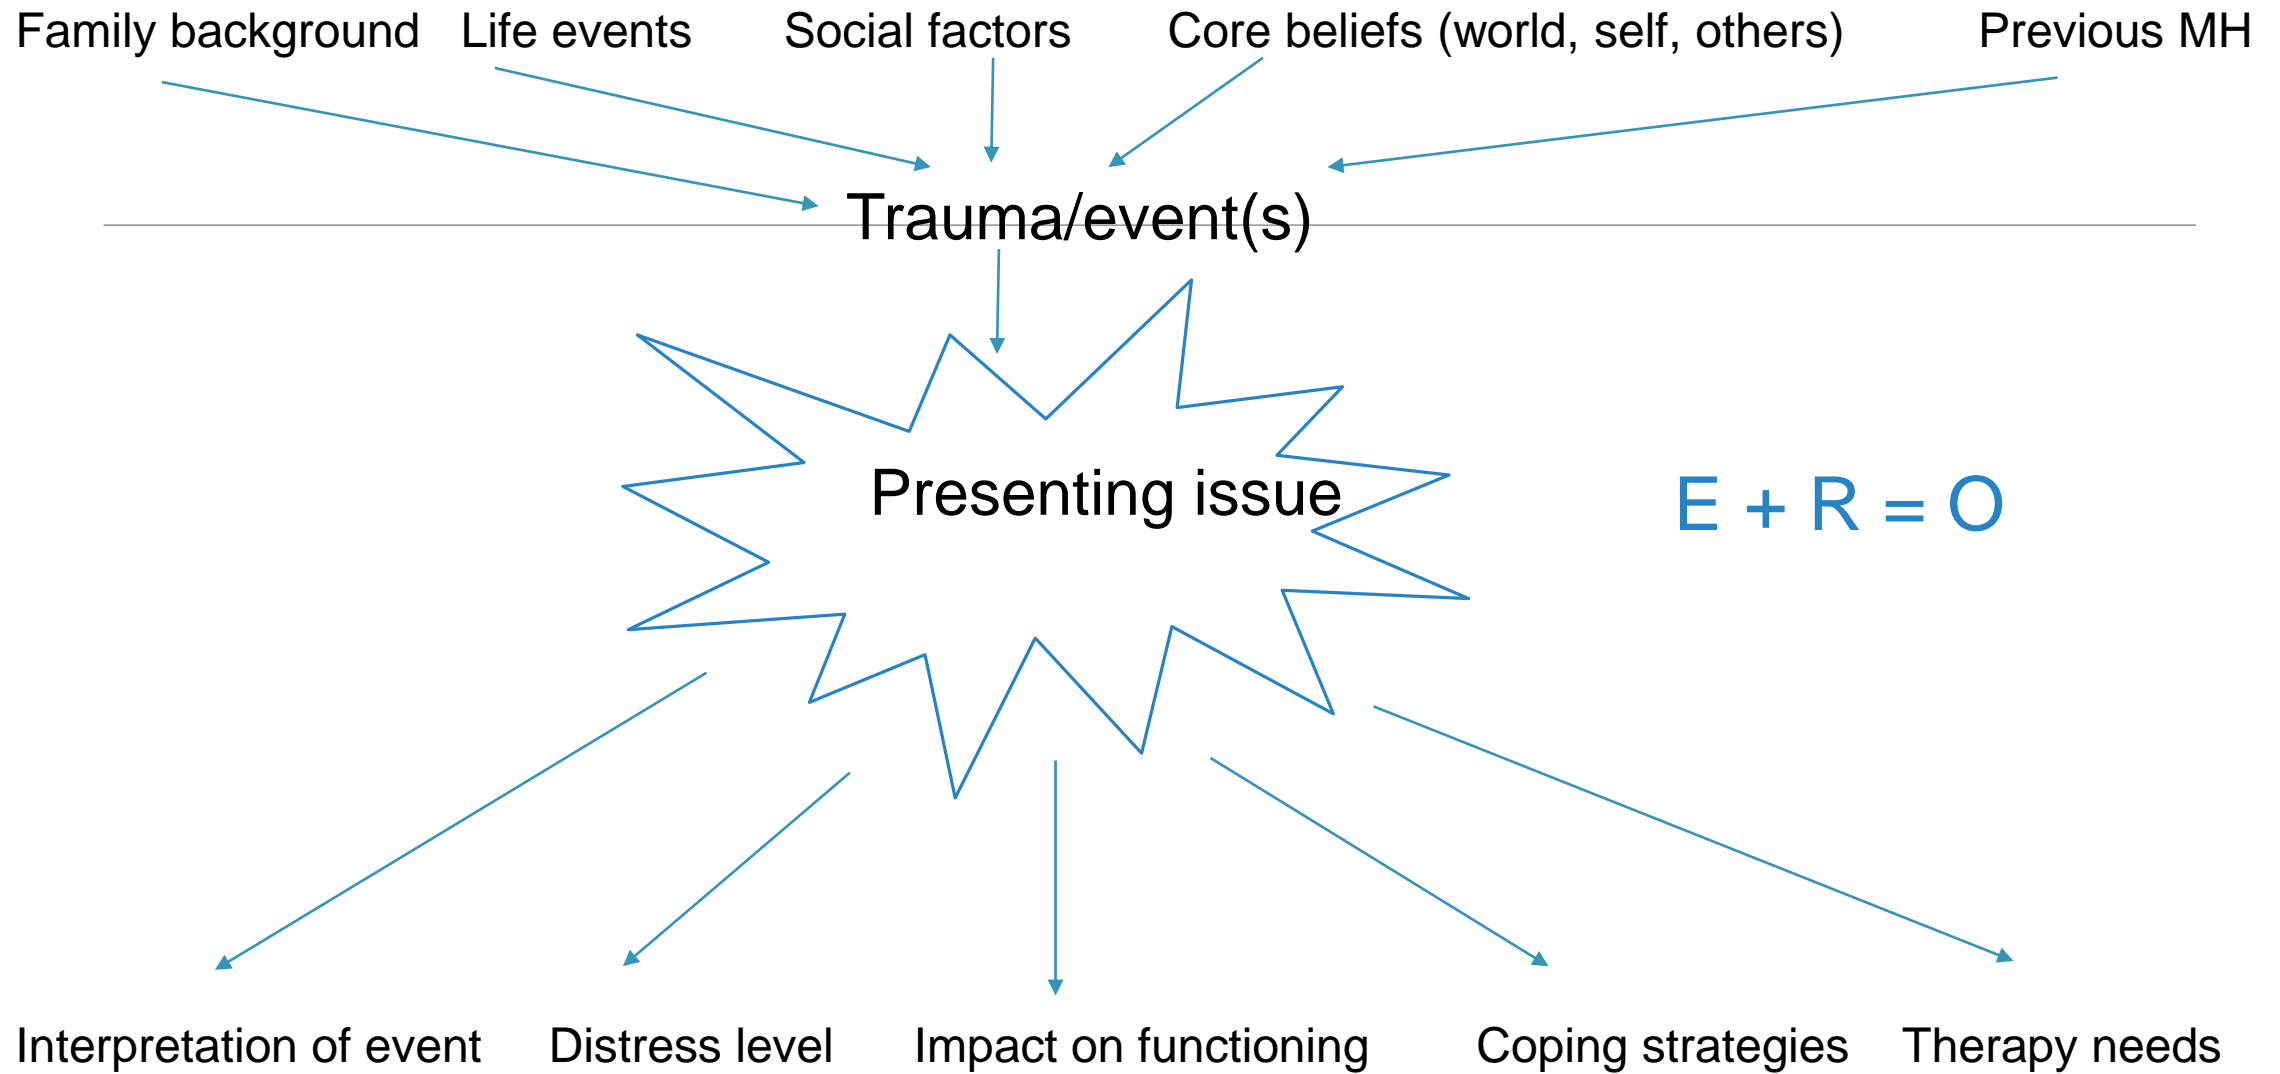 Family background Life events Social factors Core beliefs (world, self, others) Previous MH
Trauma/event(s)
Presenting issue
E + R = O
Interpretation of event Distress level Impact on functioning Coping strategies Therapy needs